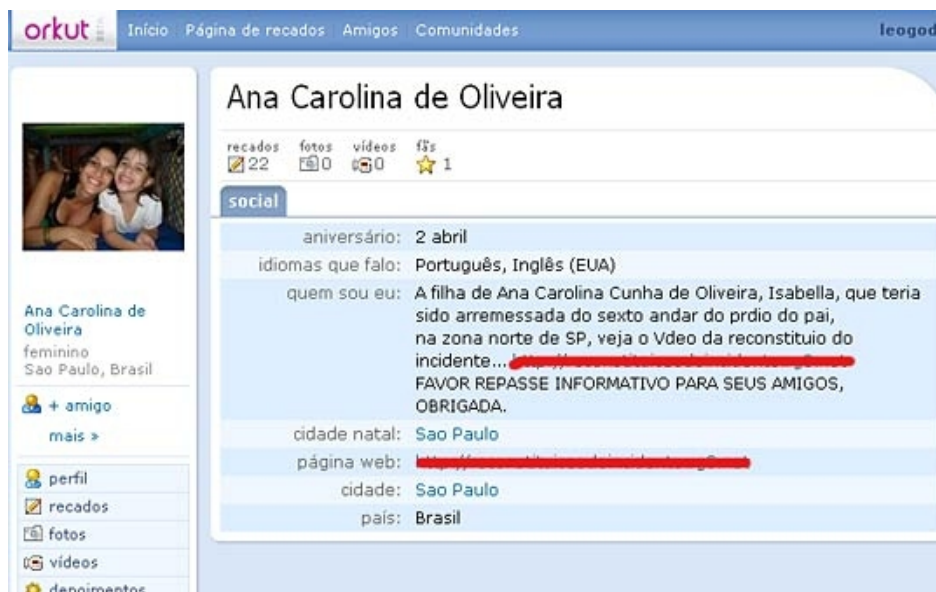 orkut BETA Início Página de recados Amigos Comunidades leogod
Ana Carolina de Oliveira
recados fotos vídeos fãs
22 0 0 1
social
aniversário: 2 abril
idiomas que falo: Português, Inglês (EUA)
quem sou eu: A filha de Ana Carolina Cunha de Oliveira, Isabella, que teria
sido arremessada do sexto andar do prdio do pai,
na zona norte de SP, veja o Vdeo da reconstituio do
incidente...
FAVOR REPASSE INFORMATIVO PARA SEUS AMIGOS,
OBRIGADA.
cidade natal: Sao Paulo
página web:
cidade: Sao Paulo
país: Brasil
Ana Carolina de
Oliveira
feminino
Sao Paulo, Brasil
+ amigo
mais »
perfil
recados
fotos
vídeos
depoimentos